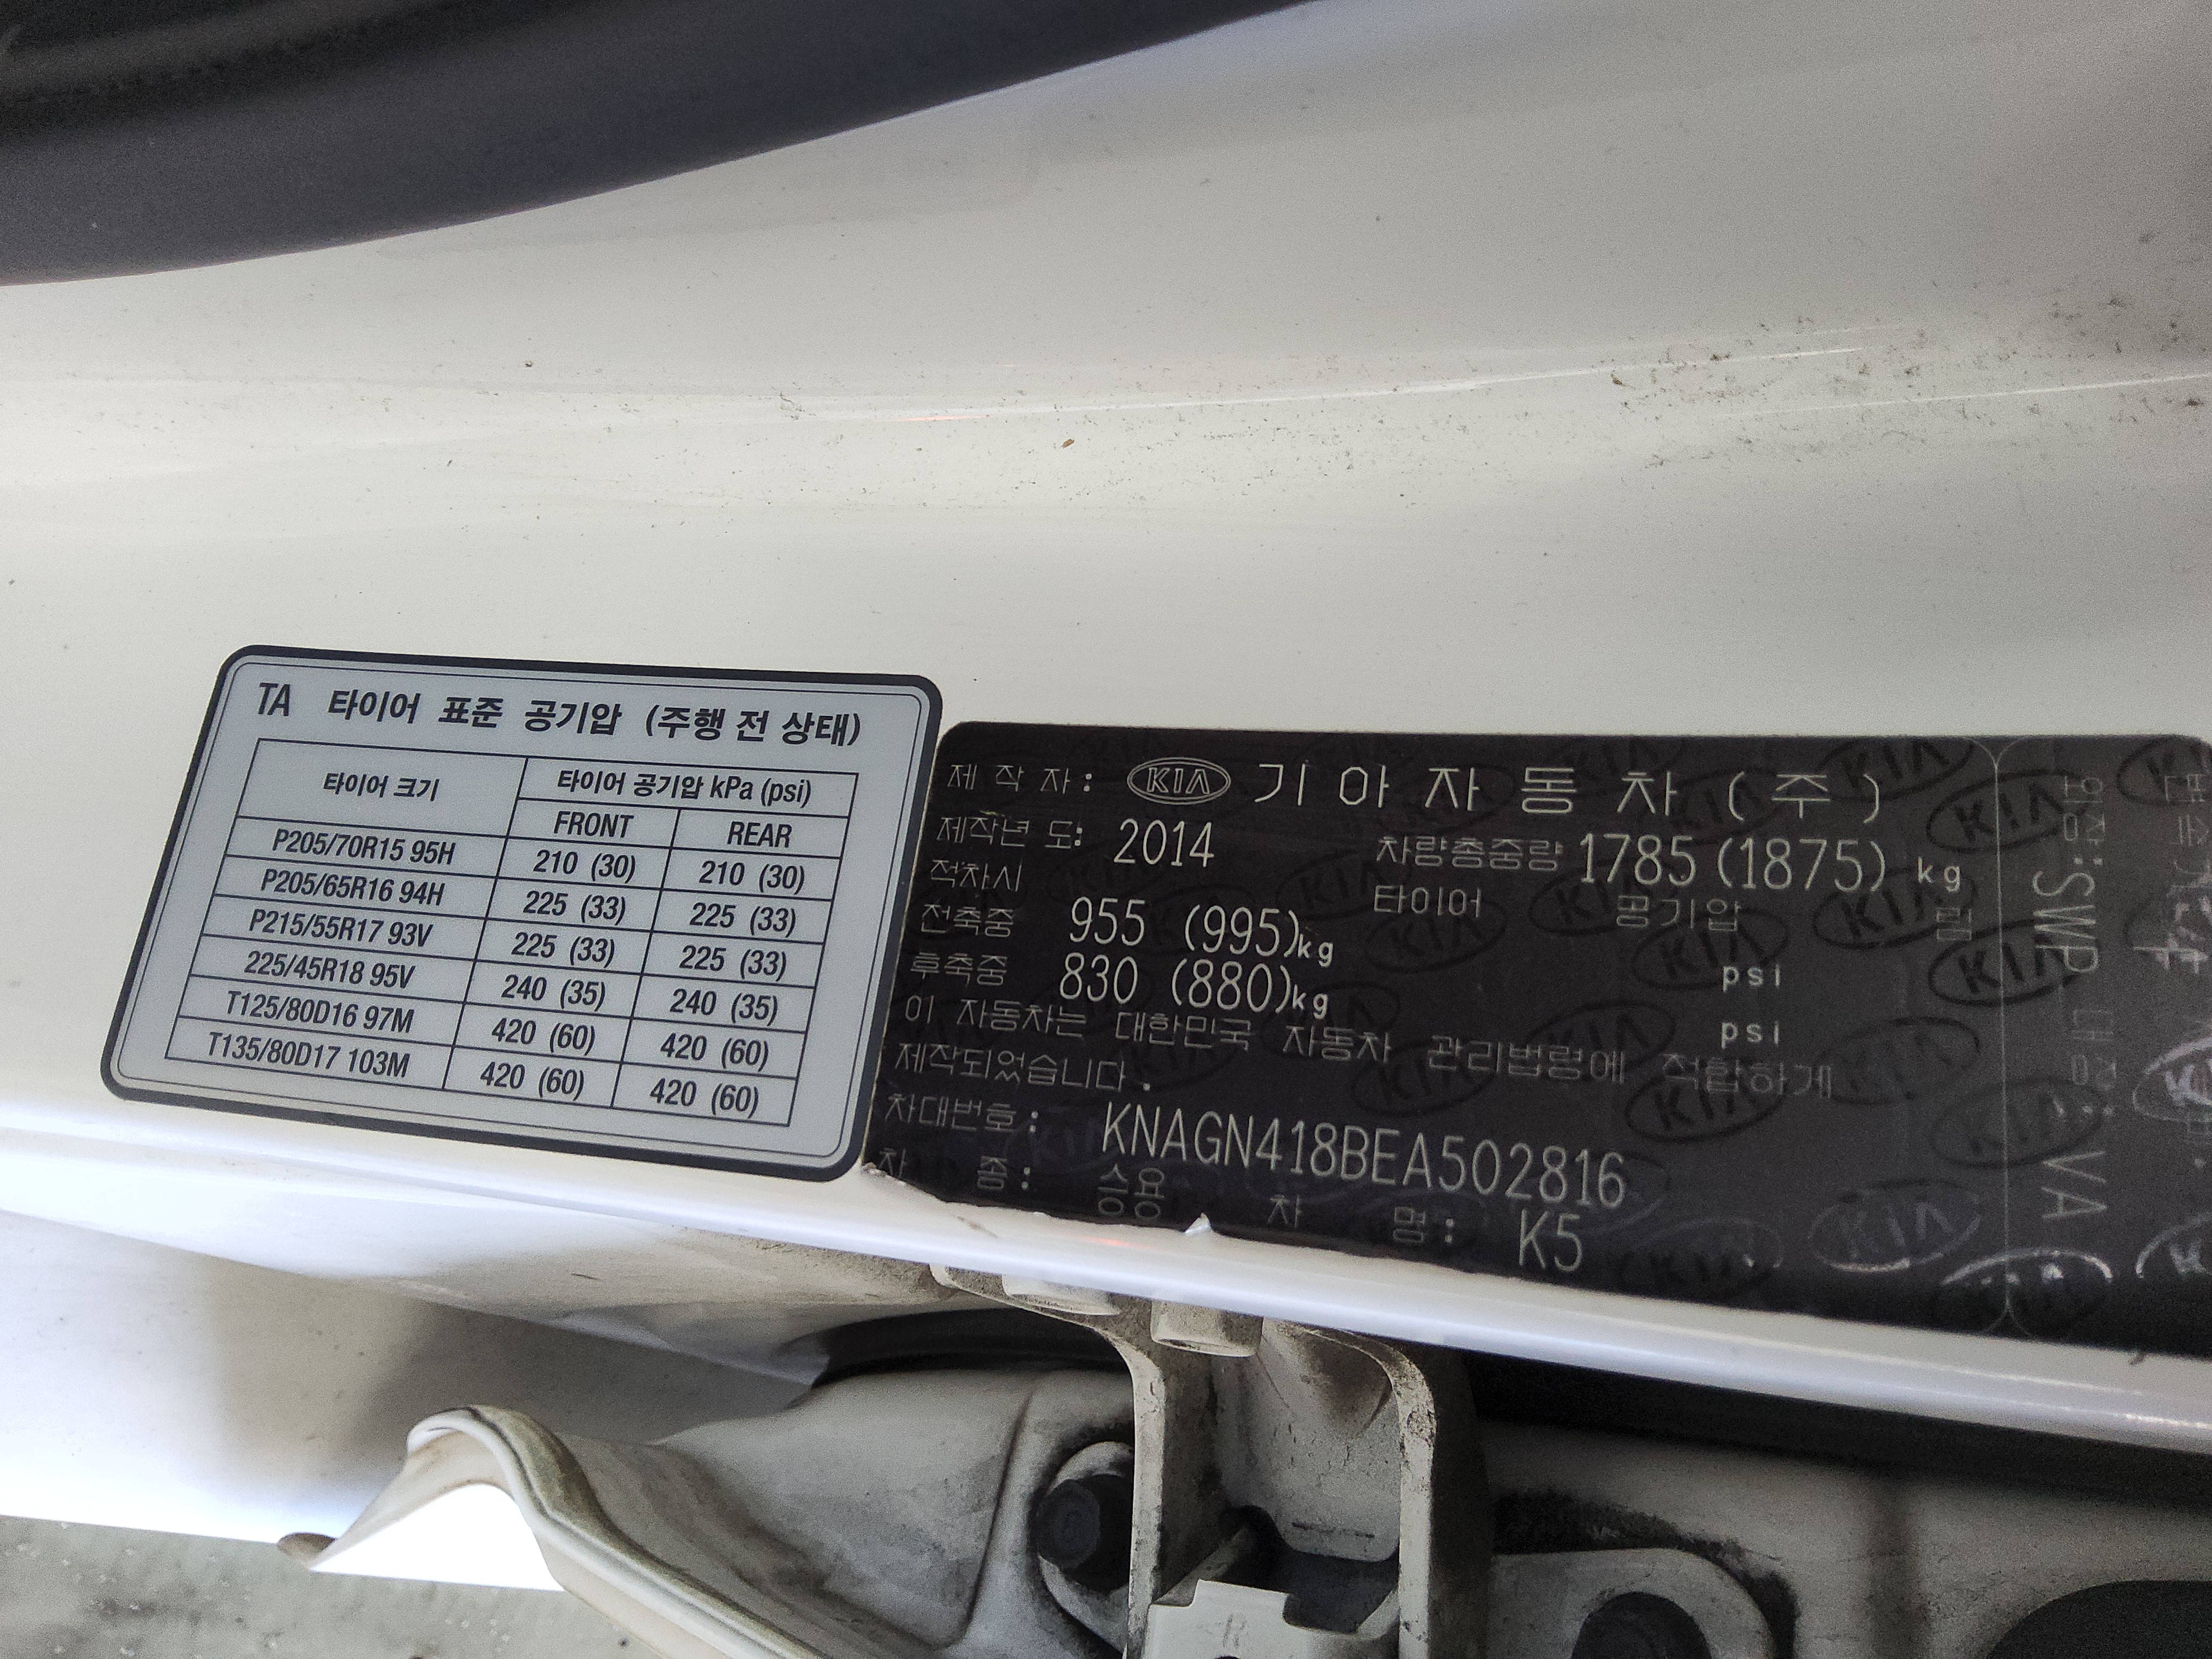 TA 타이어 표준 공기압 (주행 전 상태)
타이어 크기 타이어 공기압 kPa (psi)
FRONT REAR
P205/70R15 95H 210 (30) 210 (30)
P205/65R16 94H 225 (33) 225 (33)
P215/55R17 93V 225 (33) 225 (33)
225/45R18 95V 240 (35) 240 (35)
T125/80D16 97M 420 (60) 420 (60)
T135/80D17 103M 420 (60) 420 (60)
제 작 자 : KIA 기 아 자 동 차 ( 주 )
제작년 도: 2014 차량총중량 1785 (1875) kg
적차시 타이어 공기압 림
전축중 955 (995)kg
후축중 830 (880)kg psi
psi
이 자동차는 대한민국 자동차 관리법령에 적합하게
제작되었습니다.
차대번호: KNAGN418BEA502816
차 종: 승용 차 명: K5
외장:SWP 내장:VA